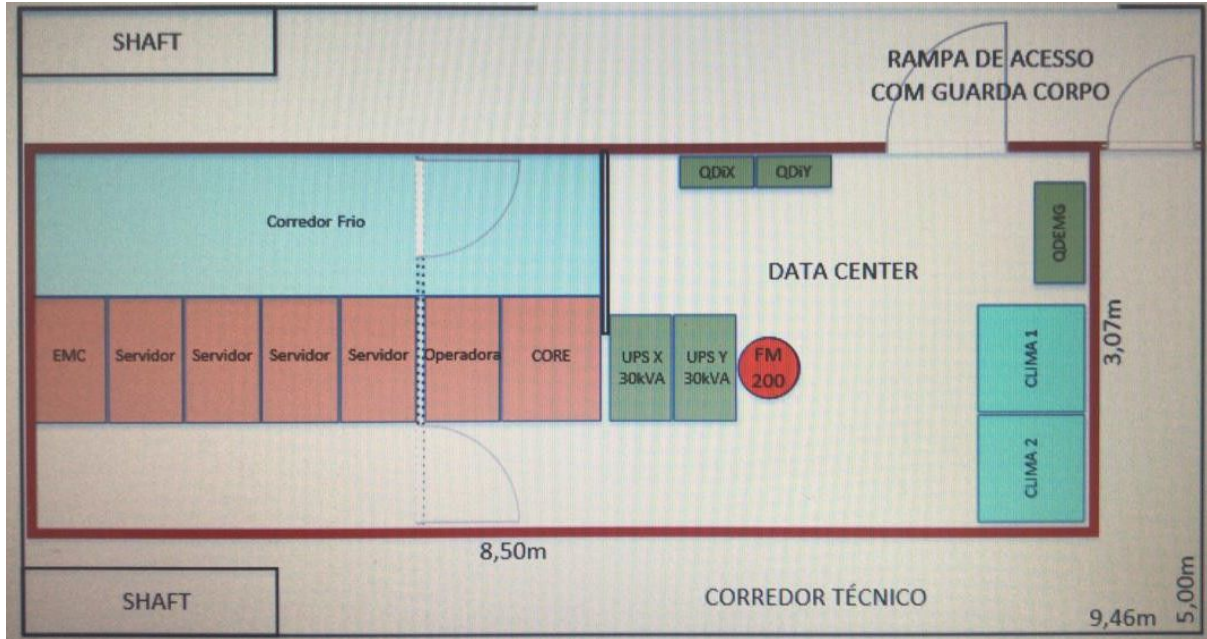 SHAFT
RAMPA DE ACESSO
COM GUARDA CORPO
QDiX
QDiY
Corredor Frio
QDEMG
DATA CENTER
EMC
Servidor
Servidor
Servidor
Servidor
Operadora
CORE
UPS X
30kVA
UPS Y
30kVA
FM
200
CLIMA 1
3,07m
CLIMA 2
8,50m
SHAFT
CORREDOR TÉCNICO
9,46m
5,00m